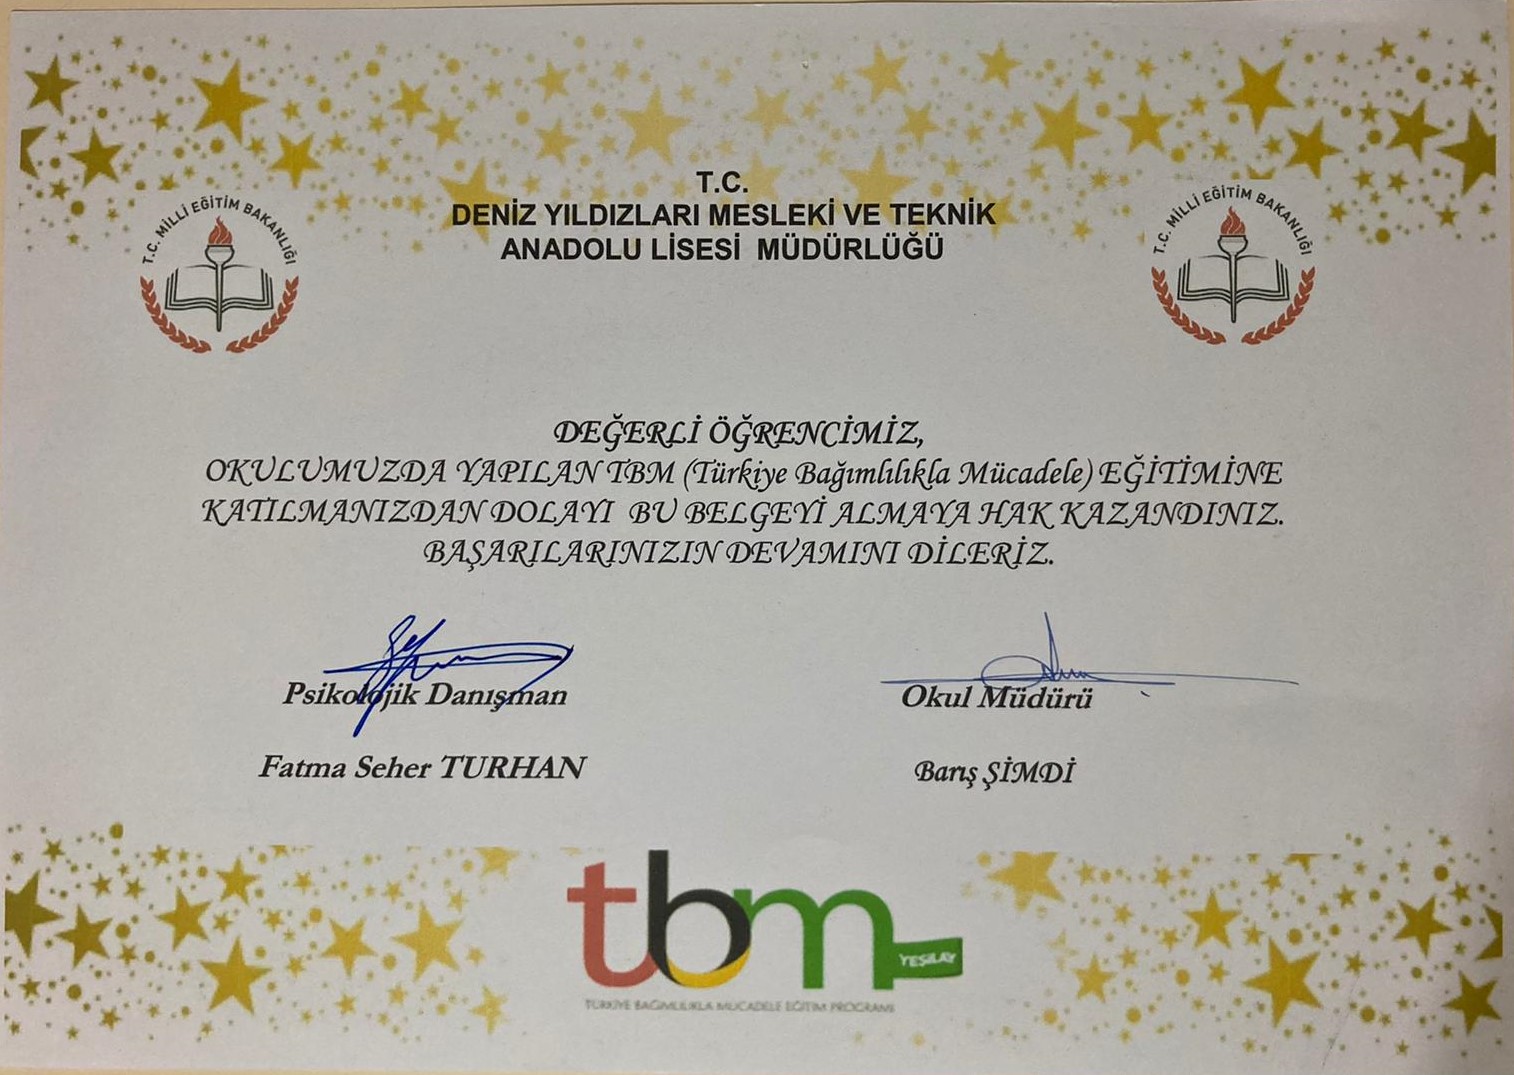 T.C.
DENİZ YILDIZLARI MESLEKİ VE TEKNİK
ANADOLU LİSESİ MÜDÜRLÜĞÜ
T.C. MİLLİ EĞİTİM BAKANLIĞI
T.C. MİLLİ EĞİTİM BAKANLIĞI
DEĞERLİ ÖĞRENCİMİZ,
OKULUMUZDA YAPILAN TBM (Türkiye Bağımlılıkla Mücadele) EĞİTİMİNE
KATILMANIZDAN DOLAYI BU BELGEYİ ALMAYA HAK KAZANDINIZ.
BAŞARILARINIZIN DEVAMINI DİLERİZ.
Psikolojik Danışman
Okul Müdürü
Fatma Seher TURHAN
Barış ŞİMDİ
tbm
YEŞİLAY
TÜRKİYE BAĞIMLILIKLA MÜCADELE EĞİTİM PROGRAMI